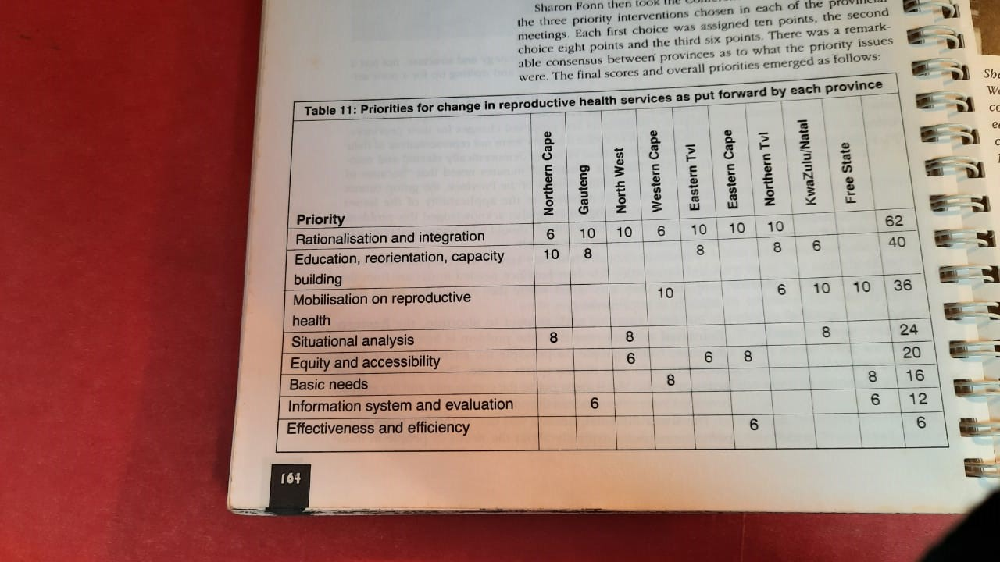 Sharon Fonn then took the
the three priority interventions chosen in each of the provincial
meetings. Each first choice was assigned ten points, the second
choice eight points and the third six points. There was a remark-
able consensus between provinces as to what the priority issues
were. The final scores and overall priorities emerged as follows:
Table 11: Priorities for change in reproductive health services as put forward by each province
Priority Northern Cape Gauteng North West Western Cape Eastern Tvl Eastern Cape Northern Tvl KwaZulu/Natal Free State
Rationalisation and integration 6 10 10 6 10 10 10 62
Education, reorientation, capacity 10 8 8 8 6 40
building
Mobilisation on reproductive 10 6 10 10 36
health
Situational analysis 8 8 8 24
Equity and accessibility 6 6 8 20
Basic needs 8 8 16
Information system and evaluation 6 6 12
Effectiveness and efficiency 6 6
164